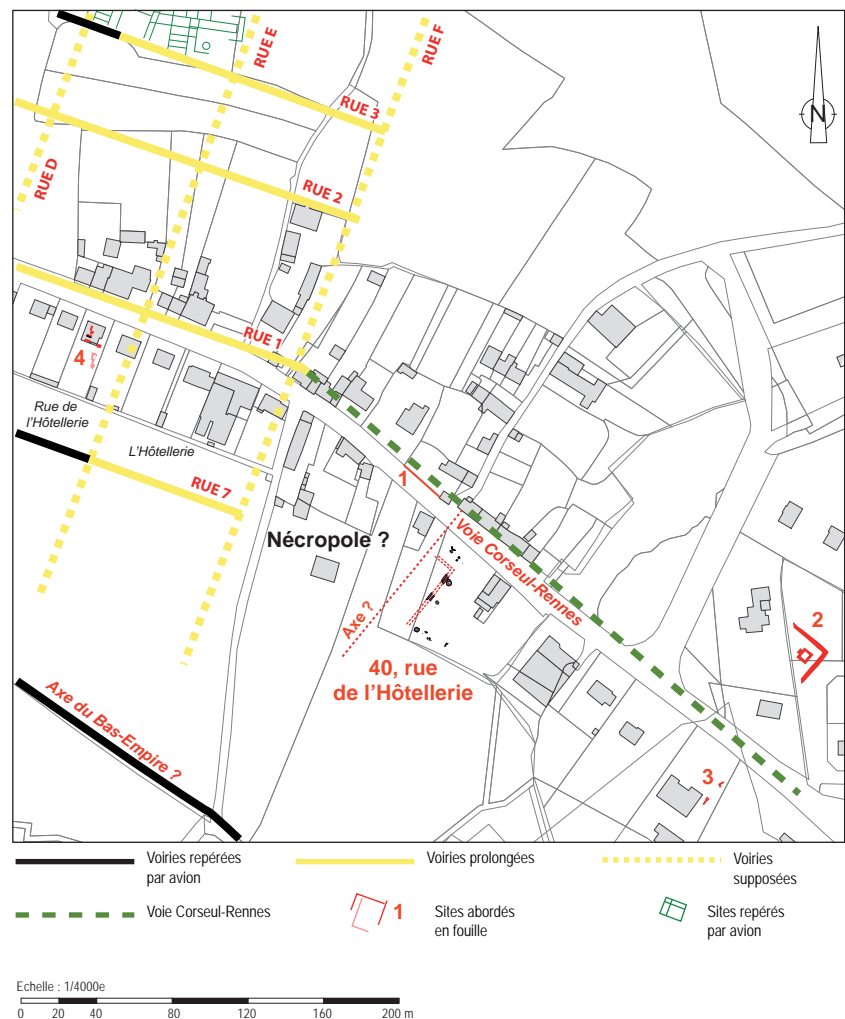 RUE E
RUE F
N
RUE 3
RUE D
RUE 2
RUE 1
4
Rue de
l'Hôtellerie
L'Hôtellerie
RUE 7
1
Nécropole ?
Voie Corseul-Rennes
Axe ?
2
40, rue
de l'Hôtellerie
Axe du Bas-Empire ?
3
Voiries repérées
par avion
Voiries prolongées
Voiries
supposées
Voie Corseul-Rennes
1
Sites abordés
en fouille
Sites repérés
par avion
Echelle : 1/4000e
0 20 40 80 120 160 200 m